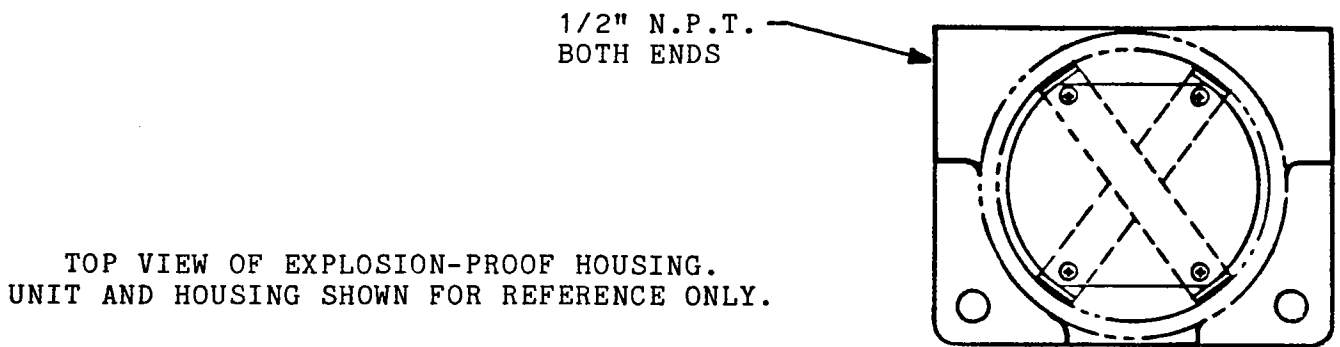 1/2" N.P.T.
BOTH ENDS
TOP VIEW OF EXPLOSION-PROOF HOUSING.
UNIT AND HOUSING SHOWN FOR REFERENCE ONLY.